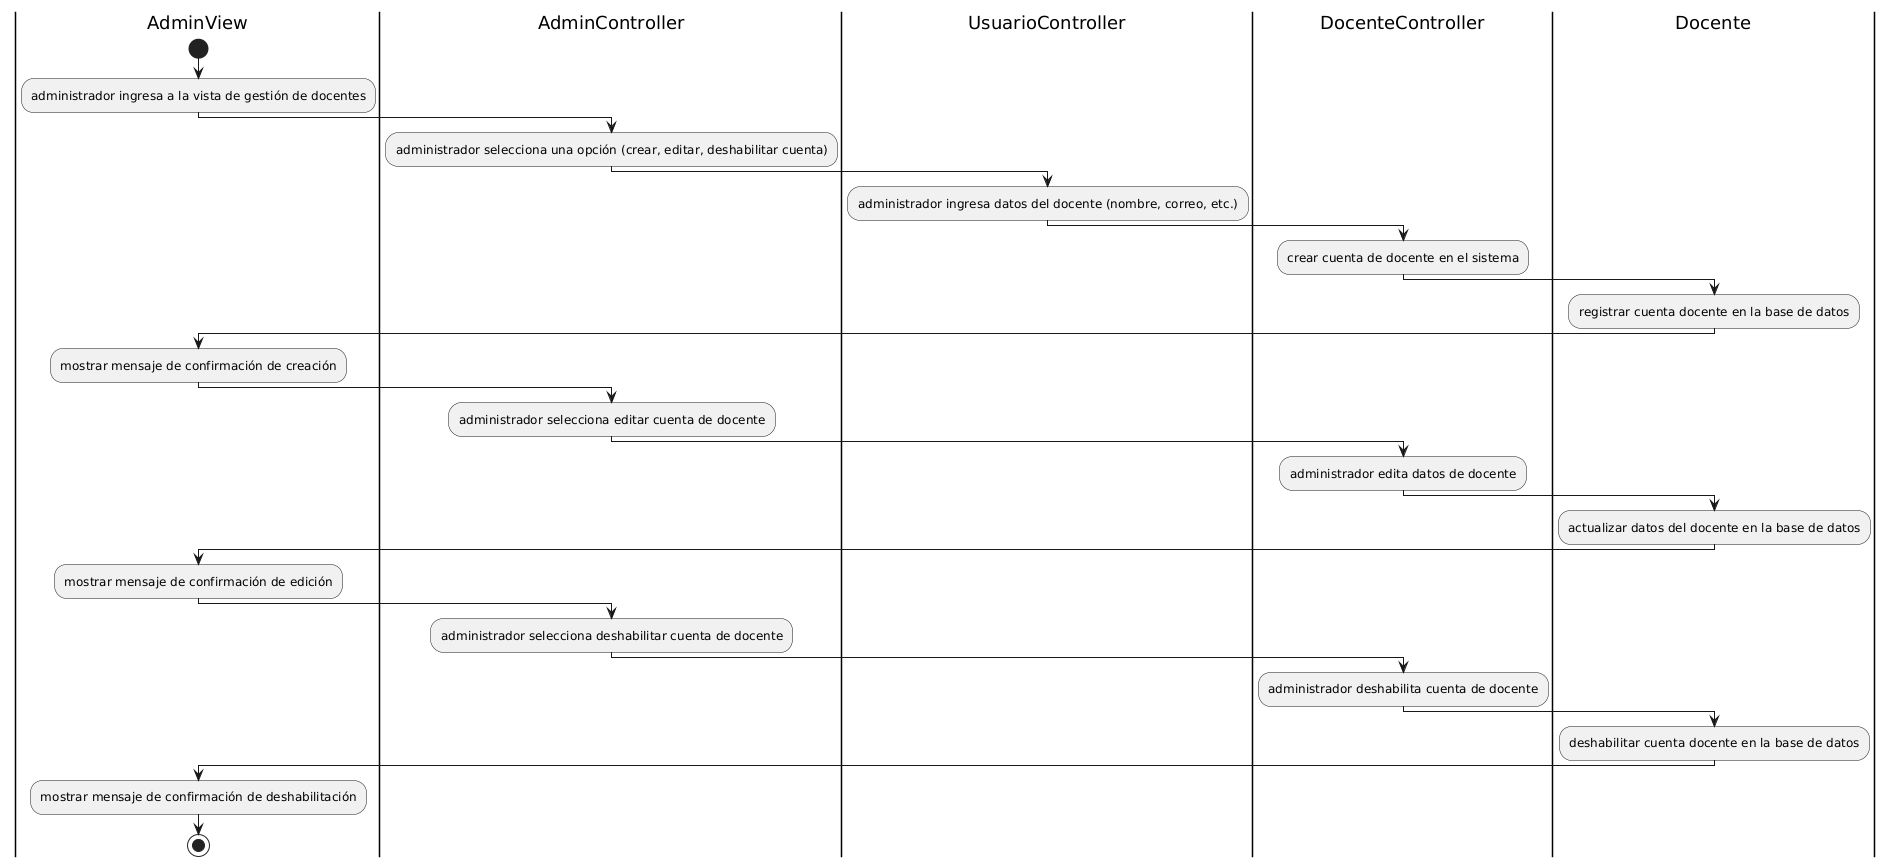 AdminView
AdminController
UsuarioController
DocenteController
Docente
administrador ingresa a la vista de gestión de docentes
administrador selecciona una opción (crear, editar, deshabilitar cuenta)
administrador ingresa datos del docente (nombre, correo, etc.)
crear cuenta de docente en el sistema
registrar cuenta docente en la base de datos
mostrar mensaje de confirmación de creación
administrador selecciona editar cuenta de docente
administrador edita datos de docente
actualizar datos del docente en la base de datos
mostrar mensaje de confirmación de edición
administrador selecciona deshabilitar cuenta de docente
administrador deshabilita cuenta de docente
deshabilitar cuenta docente en la base de datos
mostrar mensaje de confirmación de deshabilitación